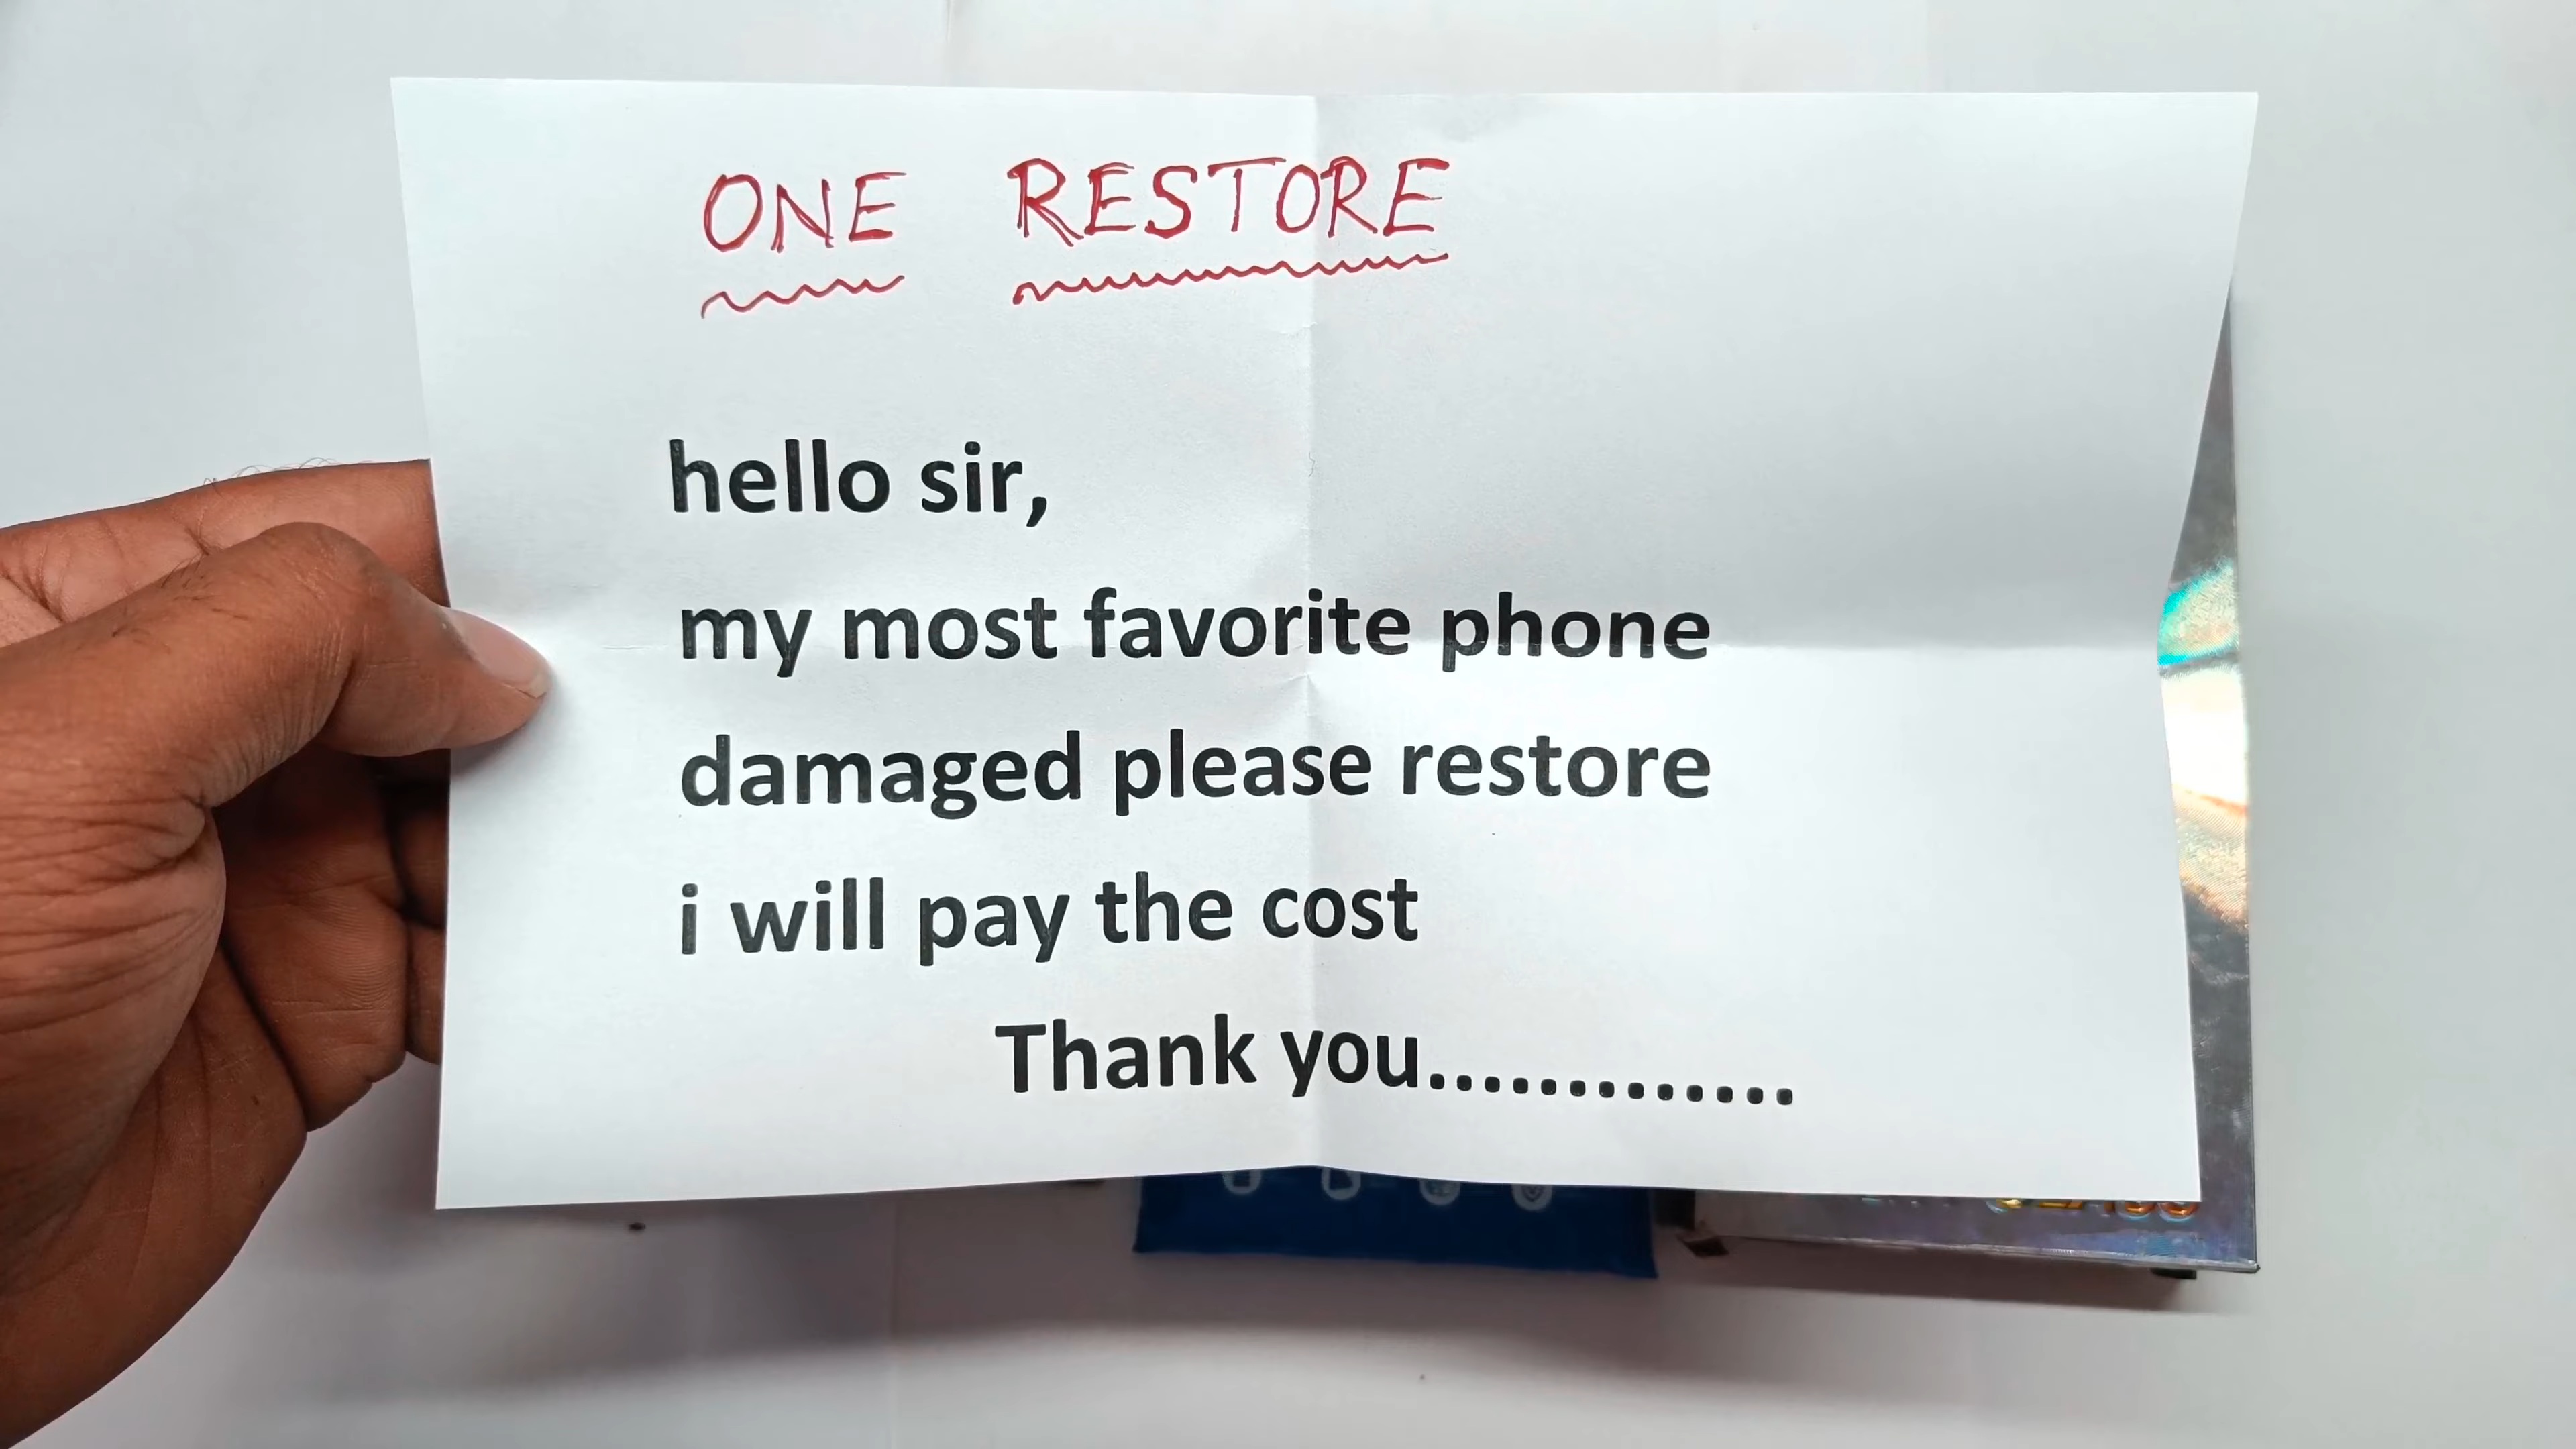 ONE RESTORE
hello sir,
my most favorite phone
damaged please restore
i will pay the cost
Thank you.............